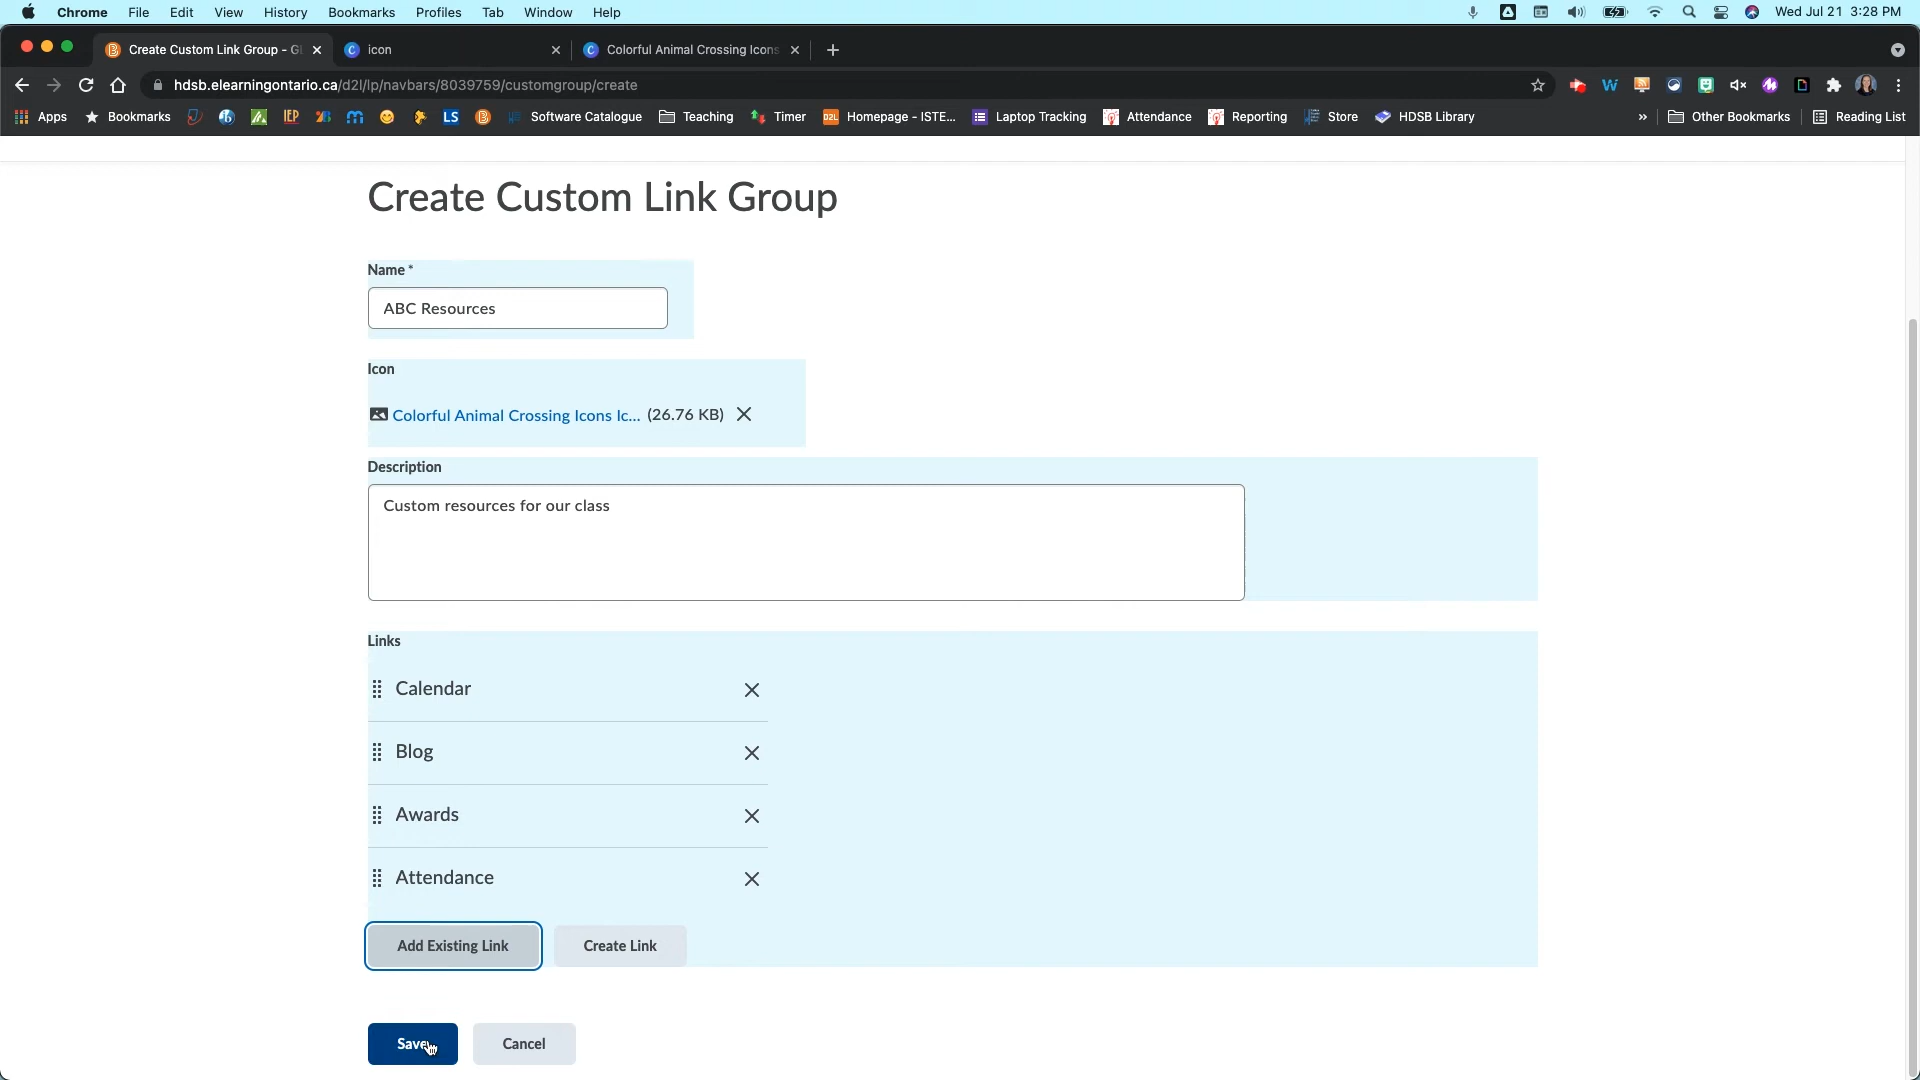 Chrome File Edit View History Bookmarks Profiles Tab Window Help Wed Jul 21 3:28 PM
Create Custom Link Group - Gl icon Colorful Animal Crossing Icons
hdsb.elearningontario.ca/d2l/lp/navbars/8039759/customgroup/create
Apps Bookmarks IEP LS Software Catalogue Teaching Timer D2L Homepage - ISTE... Laptop Tracking Attendance Reporting Store HDSB Library » Other Bookmarks Reading List
Create Custom Link Group
Name *
ABC Resources
Icon
Colorful Animal Crossing Icons Ic... (26.76 KB)
Description
Custom resources for our class
Links
Calendar
Blog
Awards
Attendance
Add Existing Link Create Link
Save Cancel